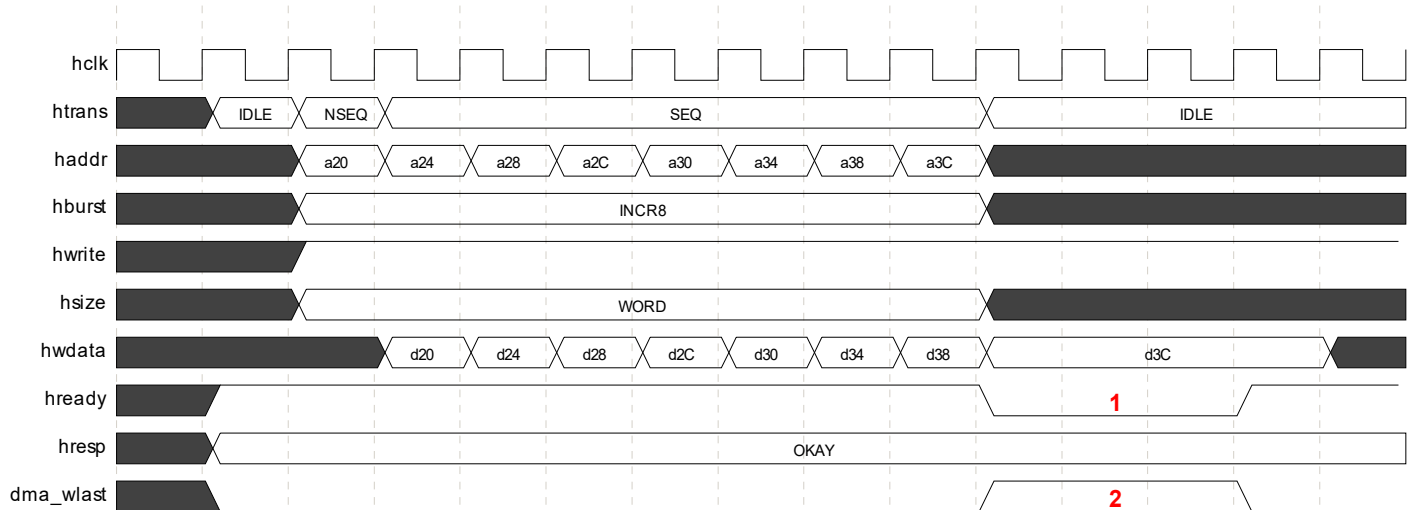 hclk
htrans IDLE NSEQ SEQ IDLE
haddr a20 a24 a28 a2C a30 a34 a38 a3C
hburst INCR8
hwrite
hsize WORD
hwdata d20 d24 d28 d2C d30 d34 d38 d3C
hready 1
hresp OKAY
dma_wlast 2